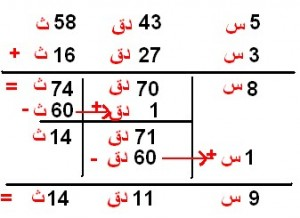 5 س 43 دق 58 ث
3 س 27 دق 16 ث +
8 س 70 دق 74 ث =
+ 1 دق - 60 ث
71 دق 14 ث
+ 1 س - 60 دق
9 س 11 دق 14 ث =